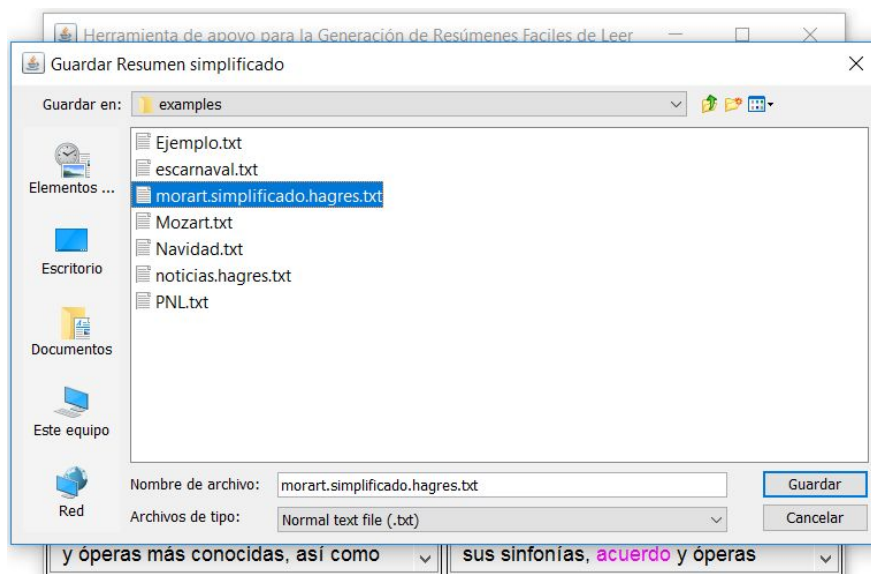 Herramienta de apoyo para la Generación de Resúmenes Faciles de Leer
Guardar Resumen simplificado
Guardar en:
examples
Elementos ...
Escritorio
Documentos
Este equipo
Red
Ejemplo.txt
escarnaval.txt
morart.simplificado.hagres.txt
Mozart.txt
Navidad.txt
noticias.hagres.txt
PNL.txt
Nombre de archivo:
morart.simplificado.hagres.txt
Guardar
Archivos de tipo:
Normal text file (.txt)
Cancelar
y óperas más conocidas, así como
sus sinfonías, acuerdo y óperas